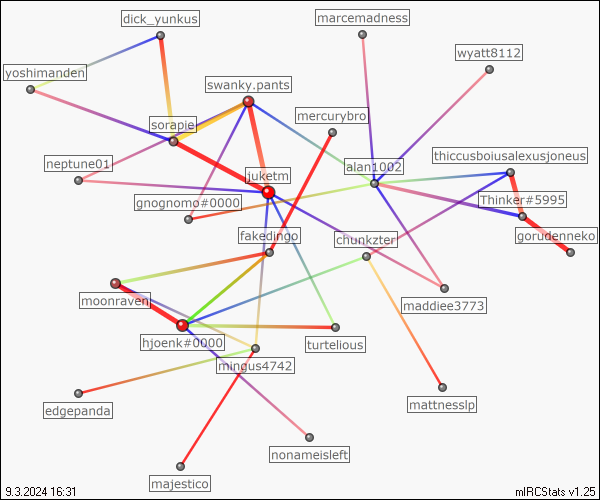 dick_yunkus
marcemadness
wyatt8112
yoshimanden
swanky.pants
mercurybro
sorapie
thiccusboiusalexusjoneus
neptune01
juketm
alan1002
gnognomo#0000
Thinker#5995
fakedingo
chunkzter
gorudenneko
moonraven
maddiee3773
hjoenk#0000
turtelious
mingus4742
edgepanda
mattnesslp
nonameisleft
majestico
9.3.2024 16:31
mIRCStats v1.25